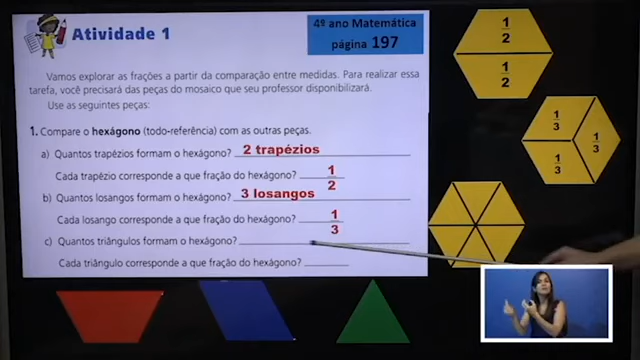 Atividade 1
4º ano Matemática
página 197
Vamos explorar as frações a partir da comparação entre medidas. Para realizar essa
tarefa, você precisará das peças do mosaico que seu professor disponibilizará.
Use as seguintes peças:
1. Compare o hexágono (todo-referência) com as outras peças.
a) Quantos trapézios formam o hexágono? 2 trapézios
Cada trapézio corresponde a que fração do hexágono? 1/2
b) Quantos losangos formam o hexágono? 3 losangos
Cada losango corresponde a que fração do hexágono? 1/3
c) Quantos triângulos formam o hexágono?
Cada triângulo corresponde a que fração do hexágono?
1/2
1/2
1/3
1/3
1/3